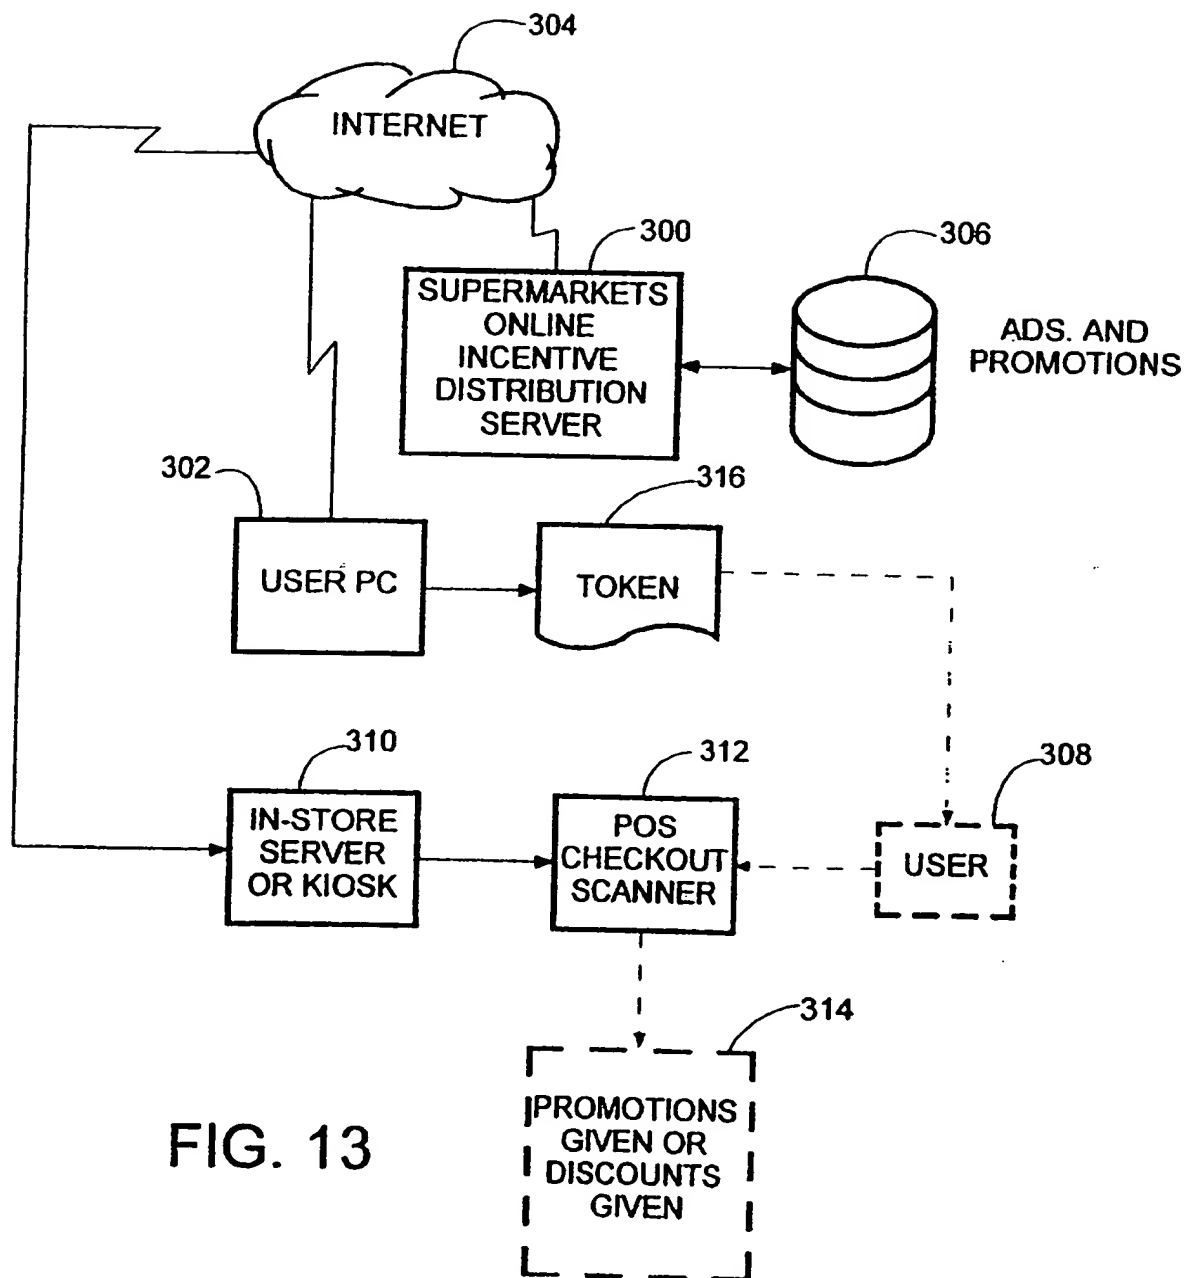 304
INTERNET
300
306
SUPERMARKETS
ONLINE
INCENTIVE
DISTRIBUTION
SERVER
ADS. AND
PROMOTIONS
302
316
USER PC
TOKEN
310
312
308
IN-STORE
SERVER
OR KIOSK
POS
CHECKOUT
SCANNER
USER
314
PROMOTIONS
GIVEN OR
DISCOUNTS
GIVEN
FIG. 13